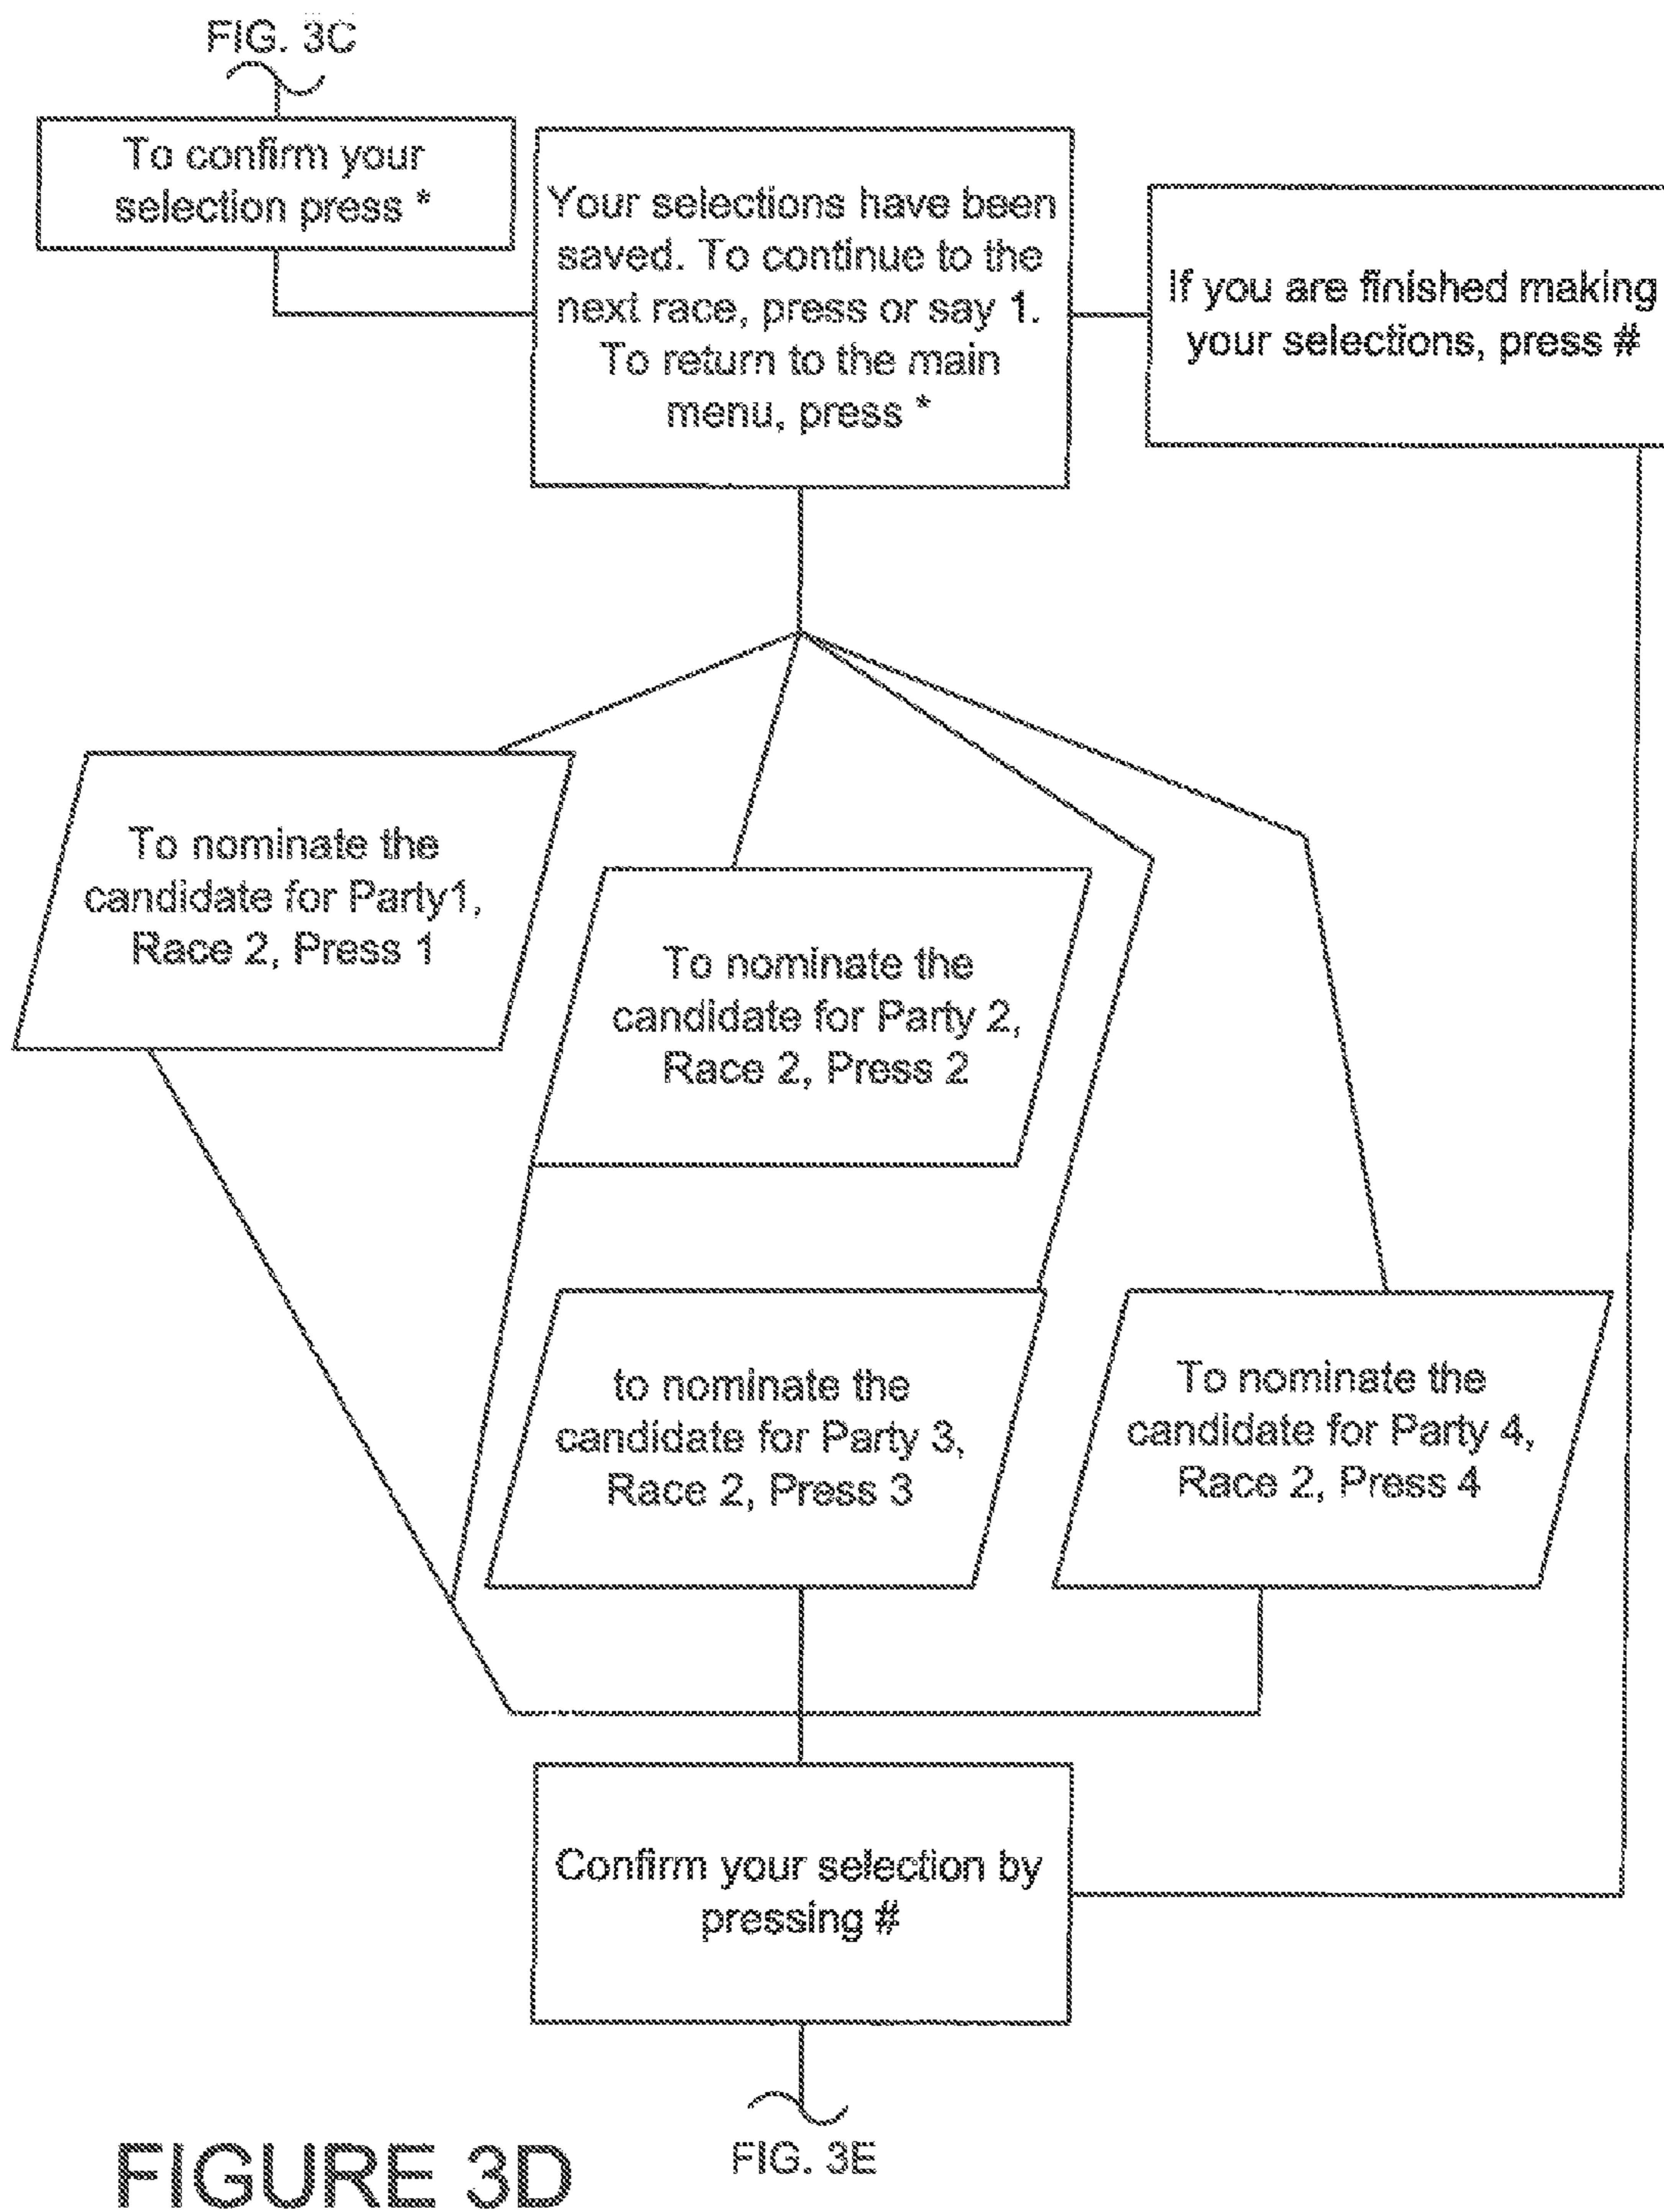 FIG. 3C
To confirm your
selection press *
Your selections have been
saved. To continue to the
next race, press or say 1.
To return to the main
menu, press *
If you are finished making
your selections, press #
To nominate the
candidate for Party1,
Race 2, Press 1
To nominate the
candidate for Party 2,
Race 2, Press 2
to nominate the
candidate for Party 3,
Race 2, Press 3
To nominate the
candidate for Party 4,
Race 2, Press 4
Confirm your selection by
pressing #
FIG. 3E
FIGURE 3D